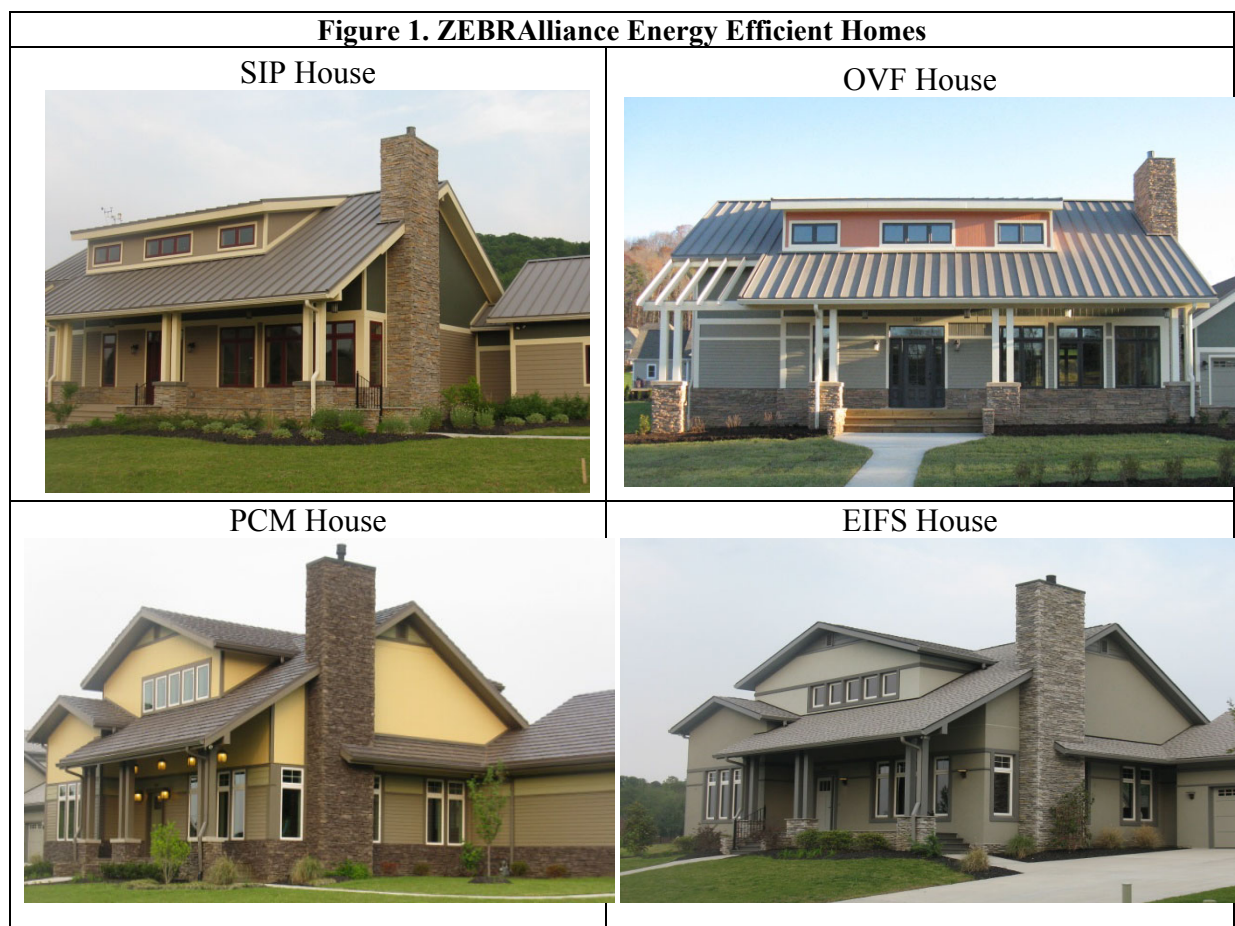 Figure 1. ZEBRAlliance Energy Efficient Homes
SIP House
OVF House
PCM House
EIFS House